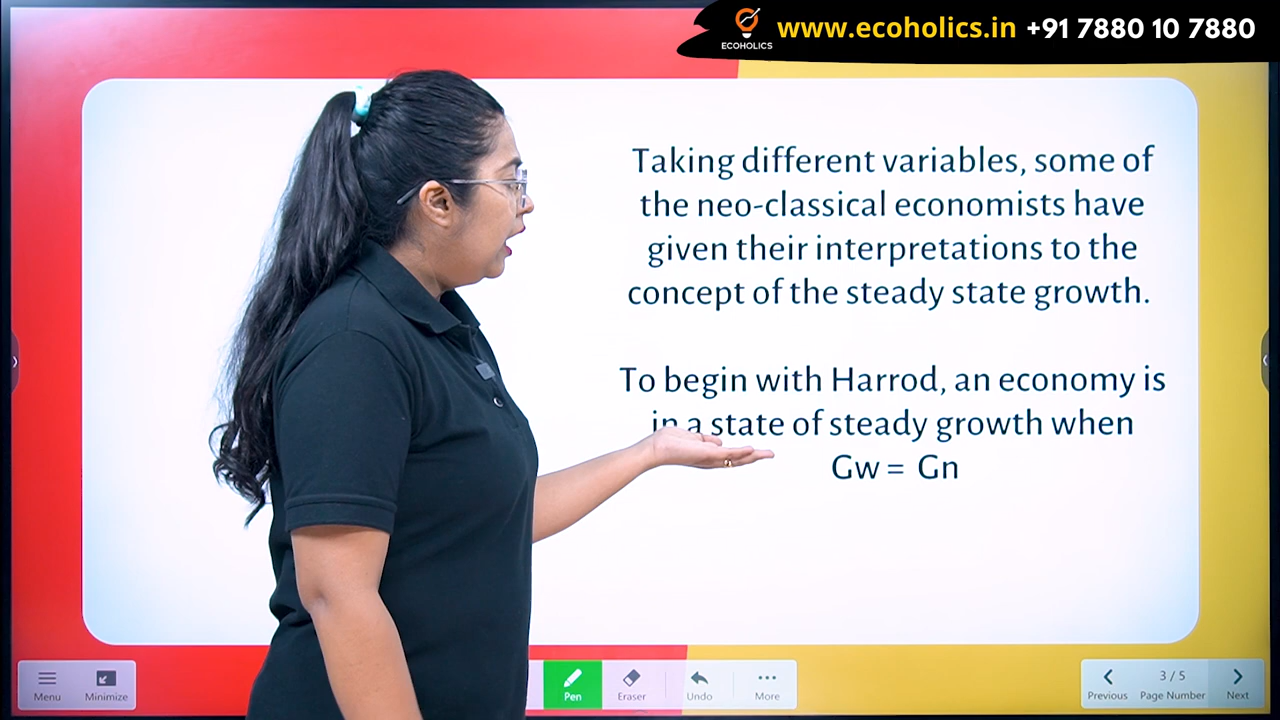 ECOHOLICS
www.ecoholics.in +91 7880 10 7880
Taking different variables, some of
the neo-classical economists have
given their interpretations to the
concept of the steady state growth.
To begin with Harrod, an economy is
in a state of steady growth when
Gw = Gn
Menu
Minimize
Pen
Eraser
Undo
More
Previous
3 / 5
Page Number
Next